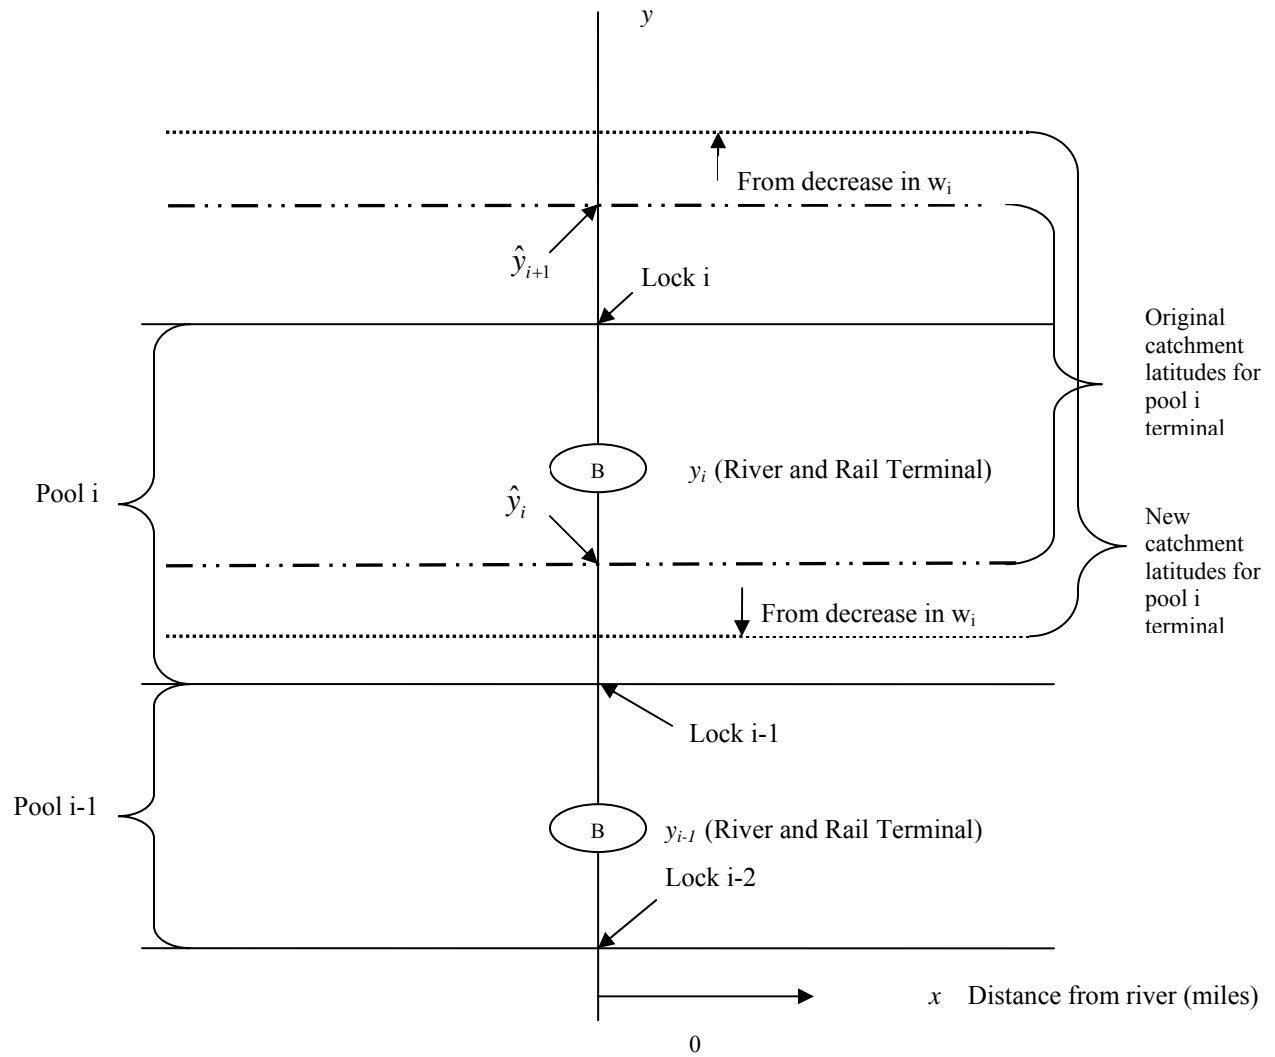 y
From decrease in wi
ŷi+1
Lock i
Original
catchment
latitudes for
pool i
terminal
B
yi (River and Rail Terminal)
Pool i
ŷi
New
catchment
latitudes for
pool i
terminal
From decrease in wi
Lock i-1
Pool i-1
B
yi-1 (River and Rail Terminal)
Lock i-2
x Distance from river (miles)
0